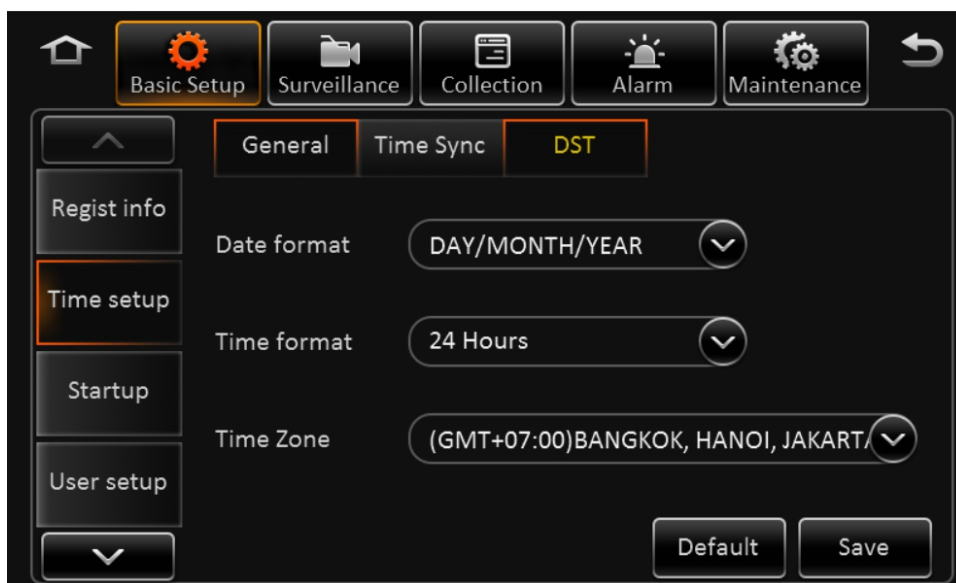 Basic Setup
Surveillance
Collection
Alarm
Maintenance
General
Time Sync
DST
Regist info
Time setup
Startup
User setup
Date format
DAY/MONTH/YEAR
Time format
24 Hours
Time Zone
(GMT+07:00)BANGKOK, HANOI, JAKARTA
Default
Save